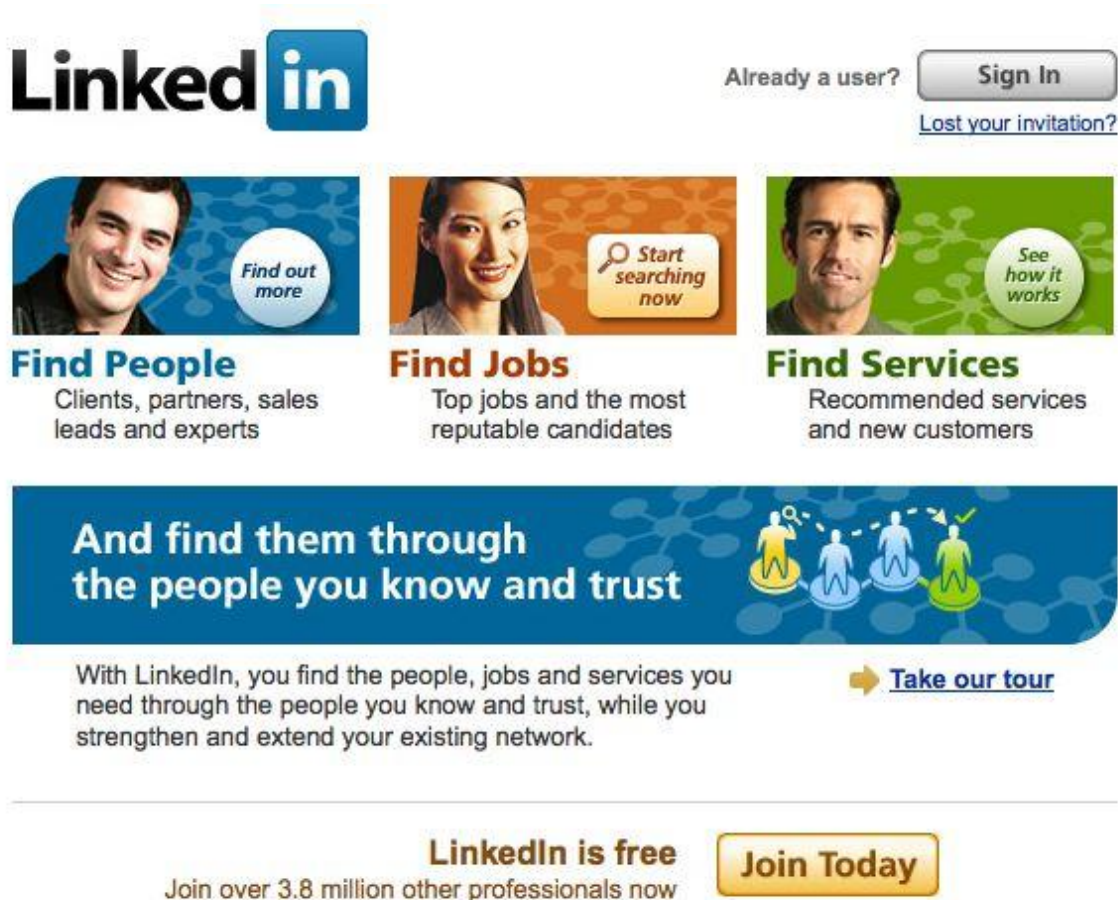 Linked in
Already a user?
Sign In
Lost your invitation?
Find out
more
Start
searching
now
See
how it
works
Find People
Clients, partners, sales
leads and experts
Find Jobs
Top jobs and the most
reputable candidates
Find Services
Recommended services
and new customers
And find them through
the people you know and trust
With LinkedIn, you find the people, jobs and services you
need through the people you know and trust, while you
strengthen and extend your existing network.
Take our tour
LinkedIn is free
Join over 3.8 million other professionals now
Join Today